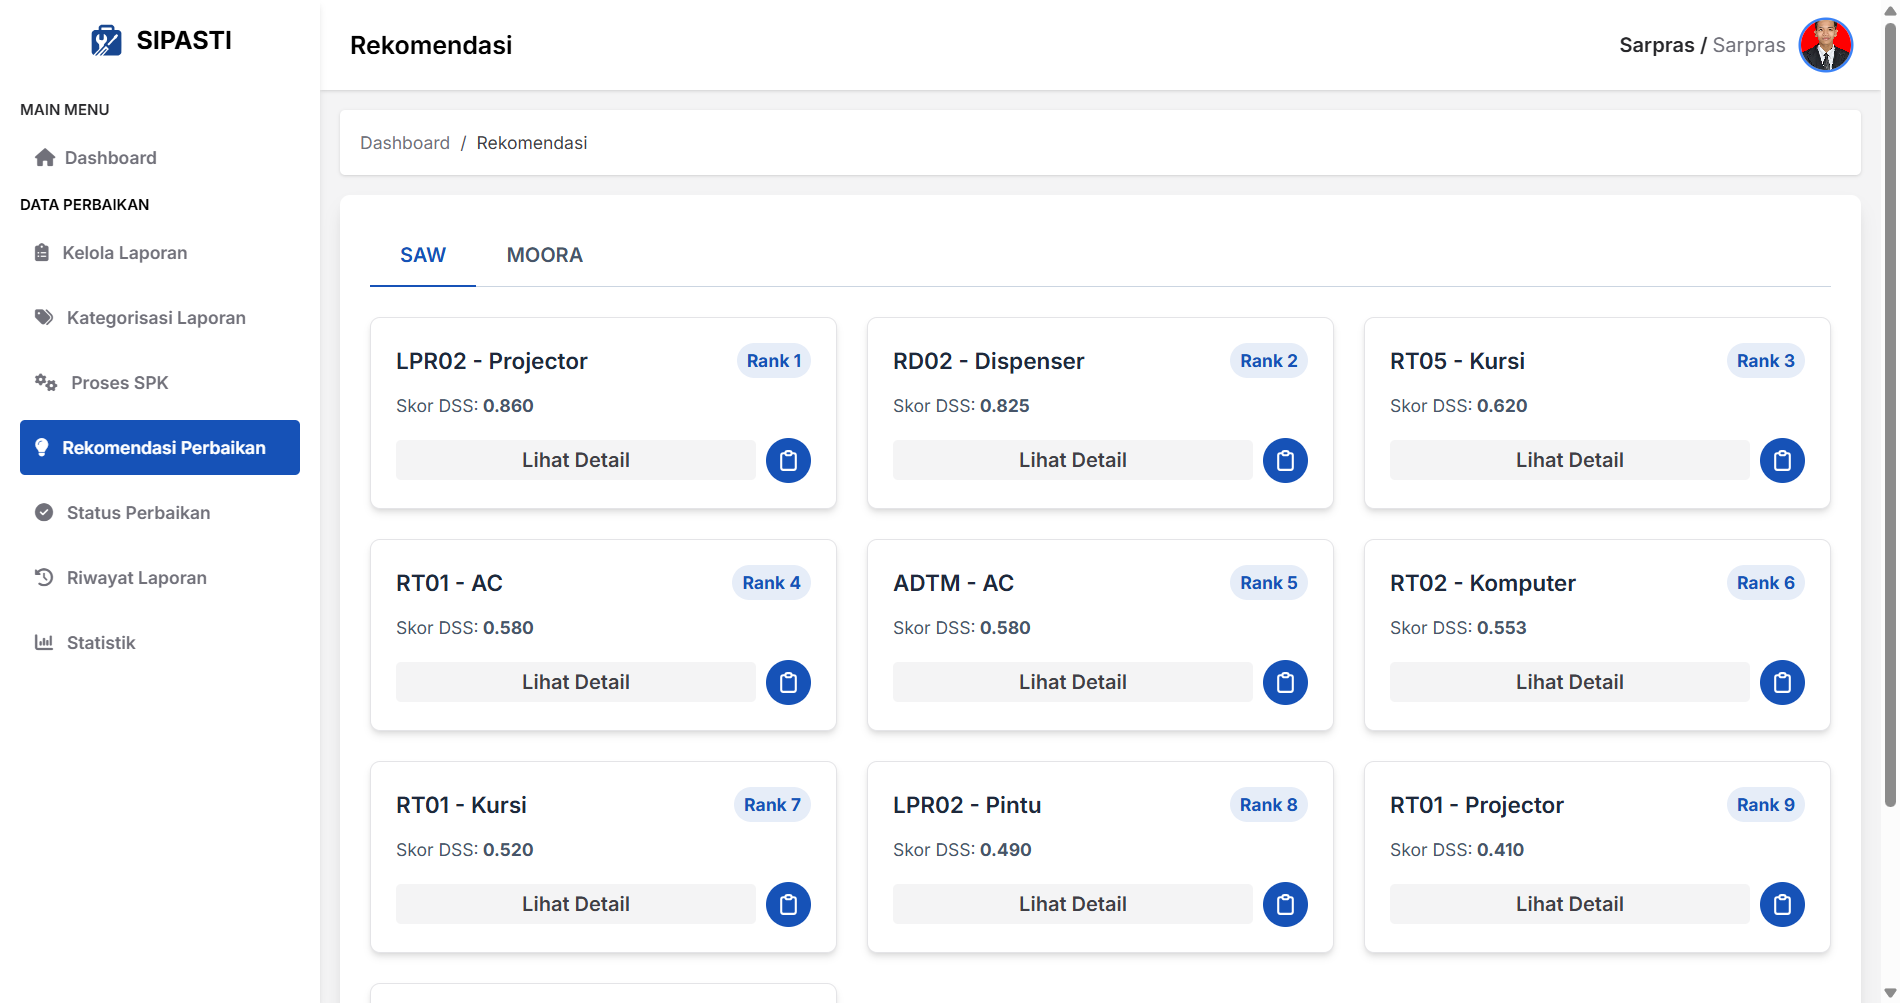 SIPASTI
MAIN MENU
Dashboard
DATA PERBAIKAN
Kelola Laporan
Kategorisasi Laporan
Proses SPK
Rekomendasi Perbaikan
Status Perbaikan
Riwayat Laporan
Statistik
Rekomendasi
Sarpras / Sarpras
Dashboard / Rekomendasi
SAW
MOORA
LPR02 - Projector
Rank 1
Skor DSS: 0.860
Lihat Detail
RD02 - Dispenser
Rank 2
Skor DSS: 0.825
Lihat Detail
RT05 - Kursi
Rank 3
Skor DSS: 0.620
Lihat Detail
RT01 - AC
Rank 4
Skor DSS: 0.580
Lihat Detail
ADTM - AC
Rank 5
Skor DSS: 0.580
Lihat Detail
RT02 - Komputer
Rank 6
Skor DSS: 0.553
Lihat Detail
RT01 - Kursi
Rank 7
Skor DSS: 0.520
Lihat Detail
LPR02 - Pintu
Rank 8
Skor DSS: 0.490
Lihat Detail
RT01 - Projector
Rank 9
Skor DSS: 0.410
Lihat Detail